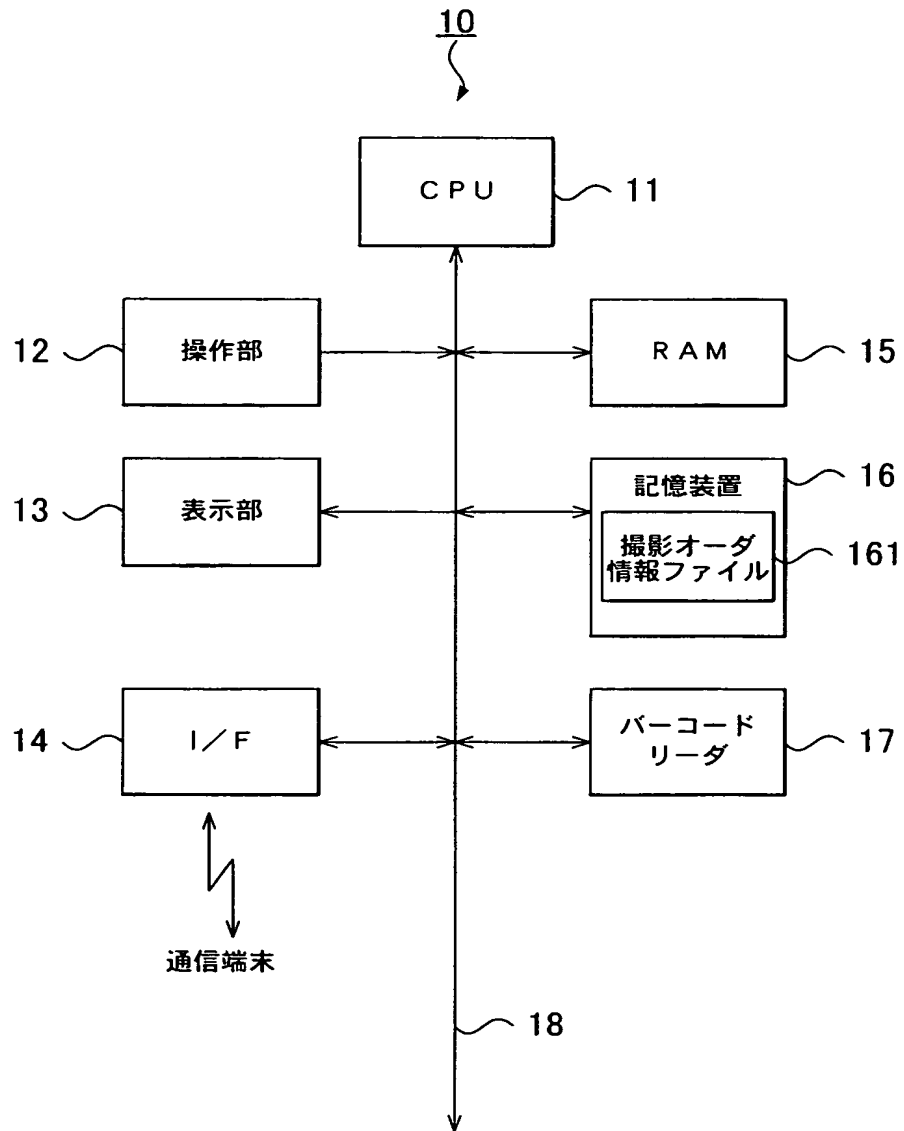 10
CPU
11
12
操作部
RAM
15
13
表示部
記憶装置
16
撮影オーダ
情報ファイル
161
14
I/F
バーコード
リーダ
17
通信端末
18